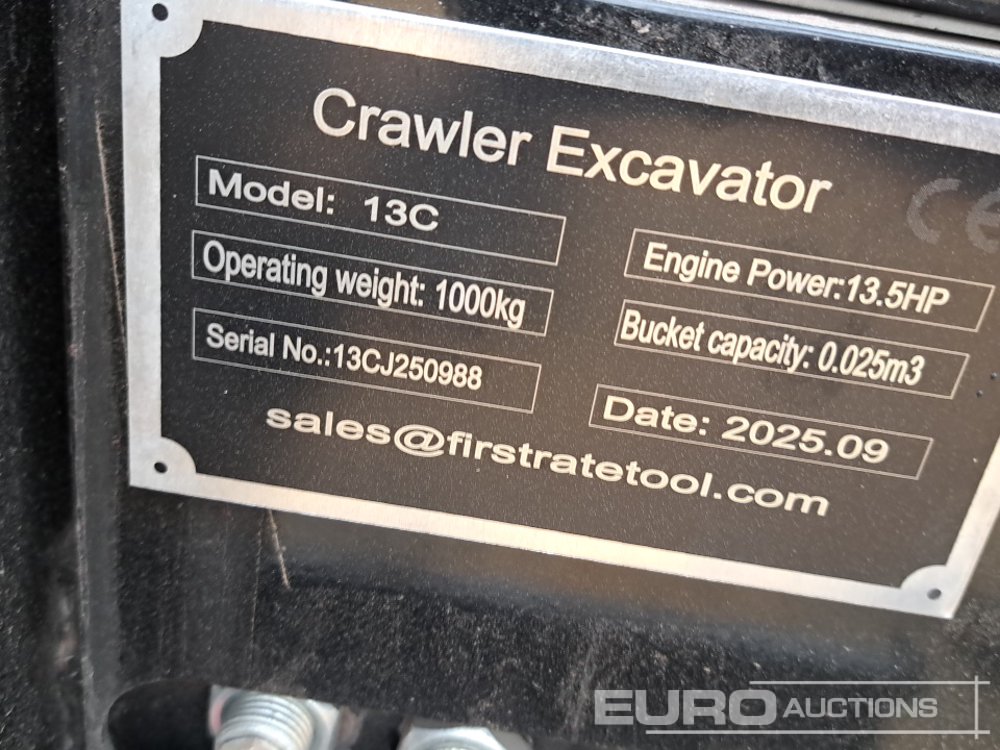 Crawler Excavator
CE
Model: 13C
Engine Power:13.5HP
Operating weight: 1000kg
Bucket capacity: 0.025m3
Serial No.:13CJ250988
Date: 2025.09
sales@firstratetool.com
EURO AUCTIONS